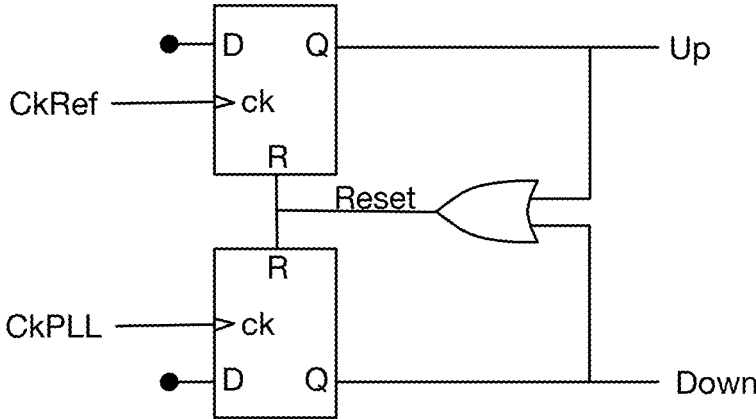 D Q Up
CkRef ck
R
Reset
R
CkPLL ck
D Q Down